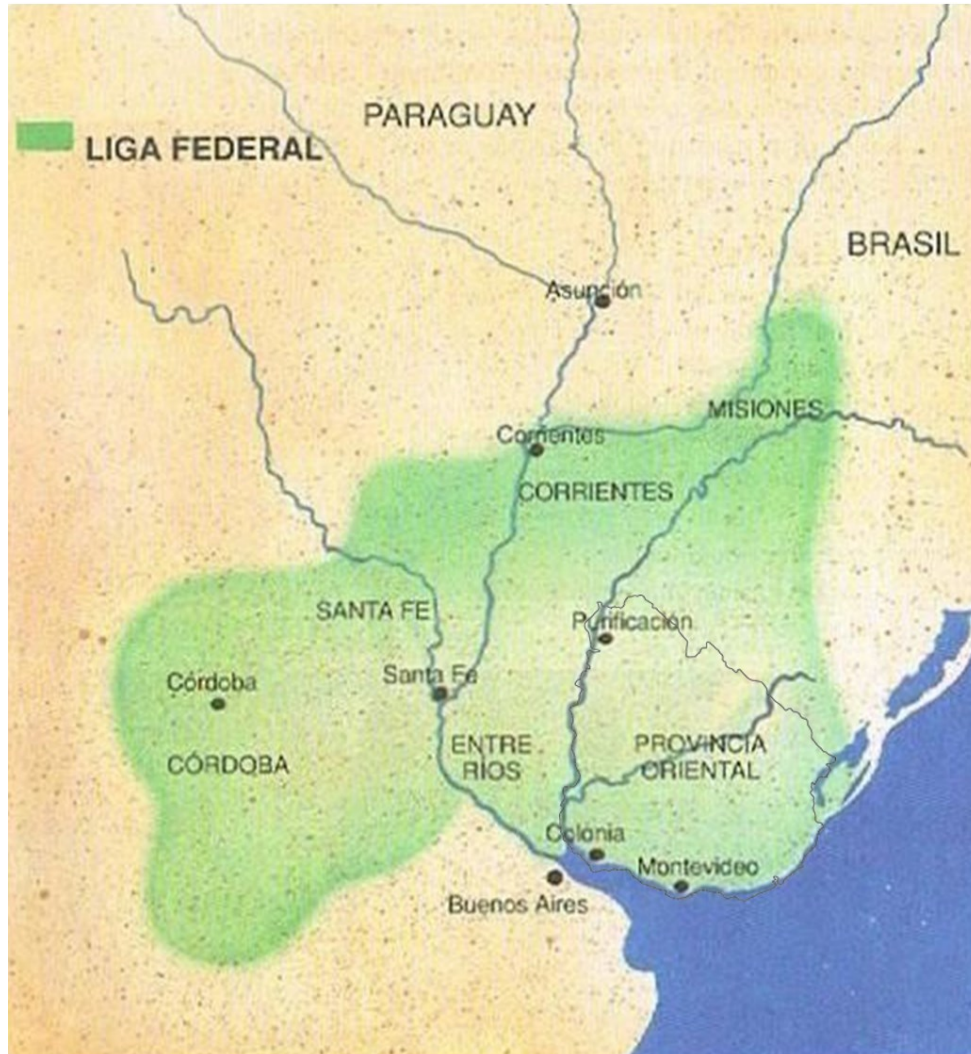 PARAGUAY
LIGA FEDERAL
BRASIL
Asunción
MISIONES
Corrientes
CORRIENTES
SANTA FE
Purificación
Santa Fe
Córdoba
ENTRE
RÍOS
PROVINCIA
ORIENTAL
CÓRDOBA
Colonia
Montevideo
Buenos Aires